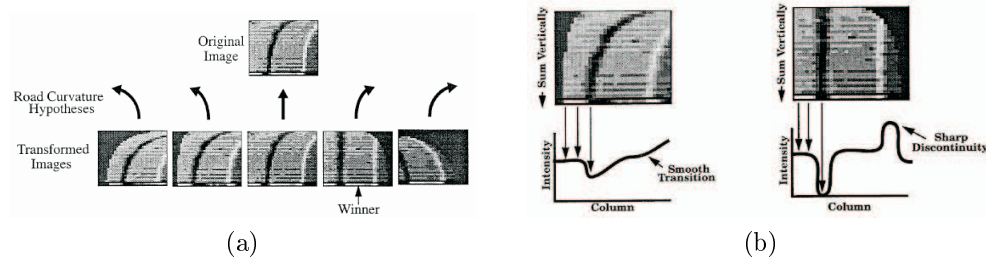 Original
Image
Road Curvature
Hypotheses
Transformed
Images
Winner
(a)
Sum Vertically
Intensity
Smooth
Transition
Column
Sum Vertically
Intensity
Sharp
Discontinuity
Column
(b)